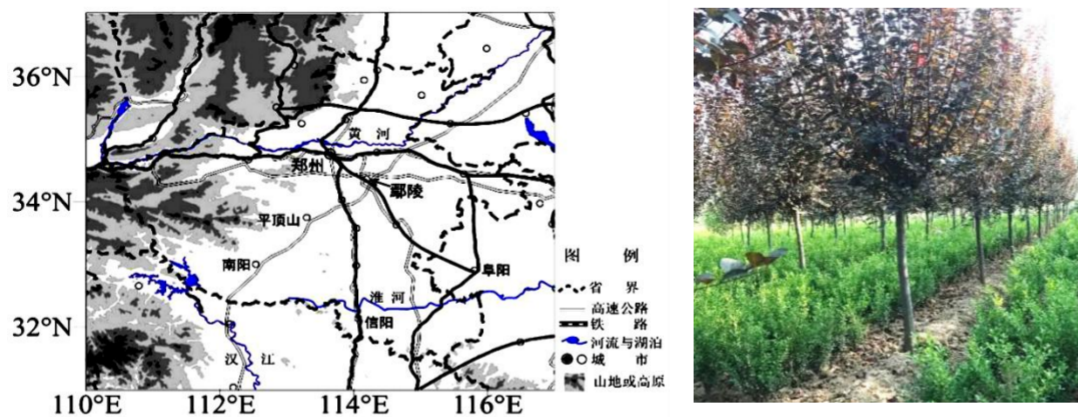 36°N
34°N
32°N
110°E
112°E
114°E
116°E
黄 河
郑州
鄢陵
平顶山
南阳
阜阳
淮 河
信阳
汉 江
图 例
省 界
高速公路
铁 路
河流与湖泊
城 市
山地或高原